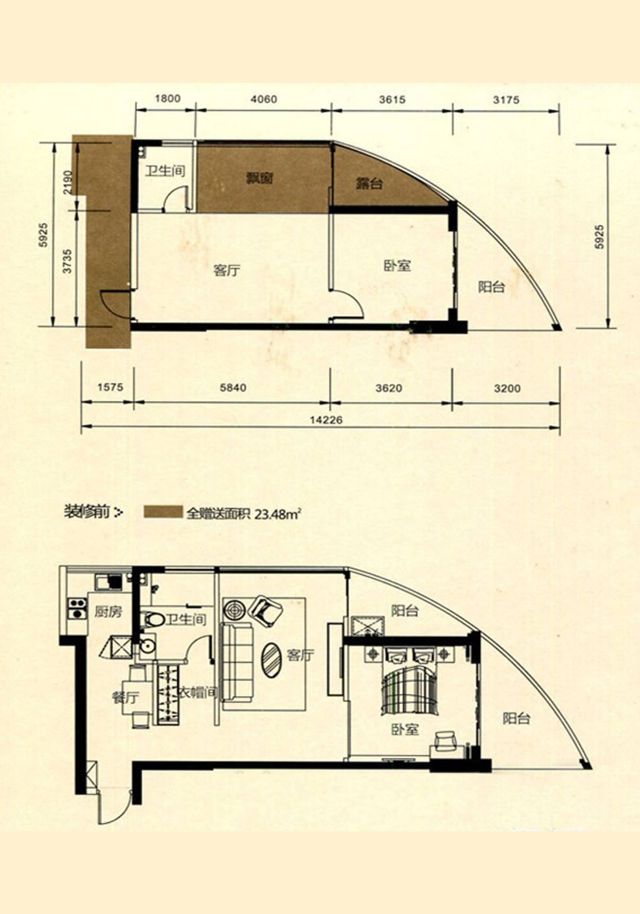 1800 4060 3615 3175
卫生间 飘窗 露台
2190
5925
3735
客厅 卧室 阳台
5925
1575 5840 3620 3200
14226
装修前 全赠送面积 23.48m²
厨房 卫生间 客厅 阳台
餐厅 衣帽间 卧室 阳台